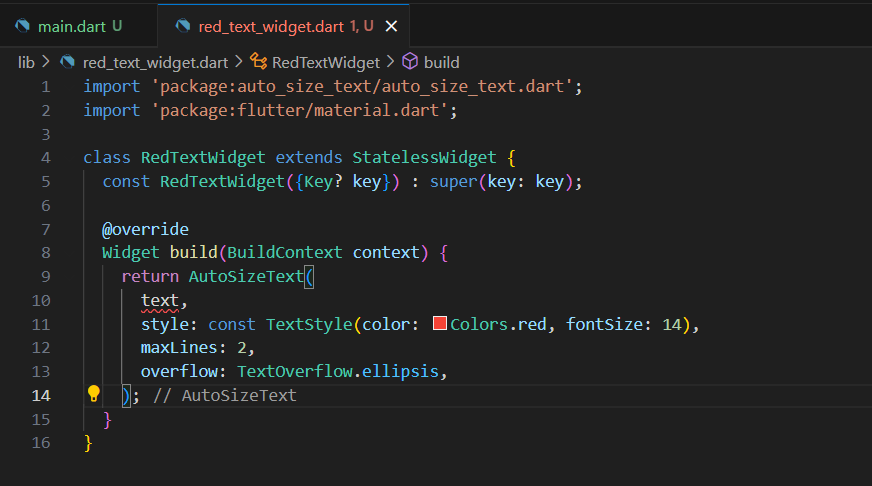 main.dart U red_text_widget.dart 1, U
lib > red_text_widget.dart > RedTextWidget > build
1 import 'package:auto_size_text/auto_size_text.dart';
2 import 'package:flutter/material.dart';
3
4 class RedTextWidget extends StatelessWidget {
5 const RedTextWidget({Key? key}) : super(key: key);
6
7 @override
8 Widget build(BuildContext context) {
9 return AutoSizeText(
10 text,
11 style: const TextStyle(color: Colors.red, fontSize: 14),
12 maxLines: 2,
13 overflow: TextOverflow.ellipsis,
14 ); // AutoSizeText
15 }
16 }